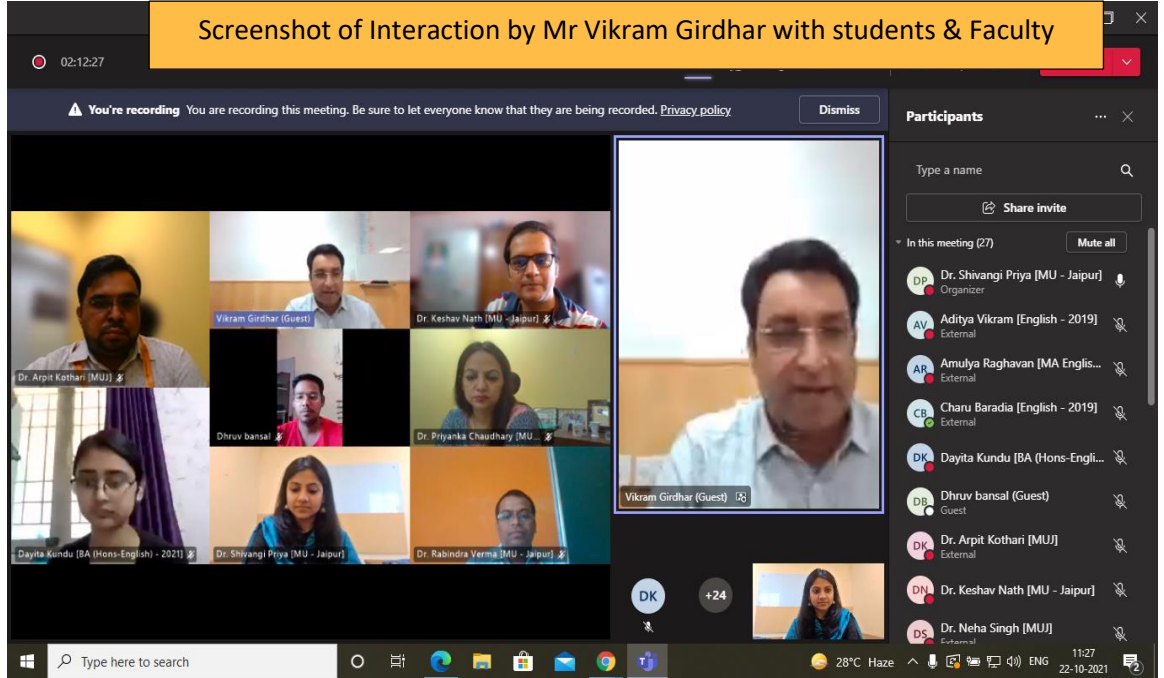 Screenshot of Interaction by Mr Vikram Girdhar with students & Faculty
02:12:27
You're recording You are recording this meeting. Be sure to let everyone know that they are being recorded. Privacy policy
Dismiss
Dr. Arpit Kothari [MUJ]
Vikram Girdhar (Guest)
Dr. Keshav Nath [MU - Jaipur]
Dhruv bansal
Dr. Priyanka Chaudhary [MU...
Dayita Kundu [BA (Hons-English) - 2021]
Dr. Shivangi Priya [MU - Jaipur]
Dr. Rabindra Verma [MU - Jaipur]
Vikram Girdhar (Guest)
DK
+24
Participants
Type a name
Share invite
In this meeting (27)
Mute all
DP
Dr. Shivangi Priya [MU - Jaipur]
Organizer
AV
Aditya Vikram [English - 2019]
External
AR
Amulya Raghavan [MA Englis...
External
CB
Charu Baradia [English - 2019]
External
DK
Dayita Kundu [BA (Hons-Engli...
DB
Dhruv bansal (Guest)
Guest
DK
Dr. Arpit Kothari [MUJ]
External
DN
Dr. Keshav Nath [MU - Jaipur]
DS
Dr. Neha Singh [MUJ]
External
Type here to search
28°C Haze
ENG
11:27
22-10-2021
2